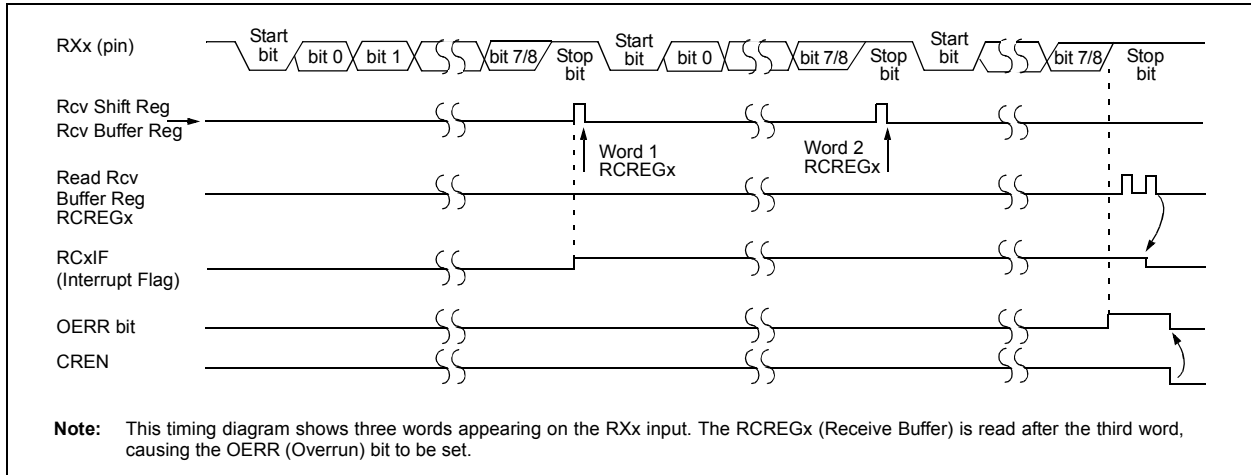 RXx (pin)
Start bit
bit 0
bit 1
bit 7/8
Stop bit
Start bit
bit 0
bit 7/8
Stop bit
Start bit
bit 7/8
Stop bit
Rcv Shift Reg
Rcv Buffer Reg
Word 1
RCREGx
Word 2
RCREGx
Read Rcv
Buffer Reg
RCREGx
RCxIF
(Interrupt Flag)
OERR bit
CREN
Note: This timing diagram shows three words appearing on the RXx input. The RCREGx (Receive Buffer) is read after the third word,
causing the OERR (Overrun) bit to be set.